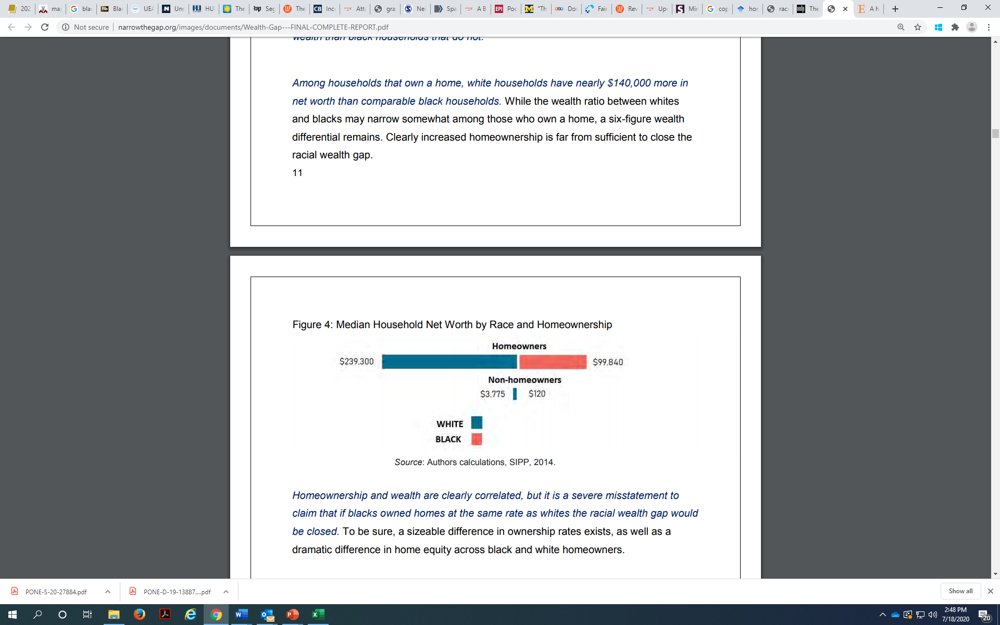 202
ma
bla
Bla
UEA
Unc
HU
The
Seg
The
Inc
Att
gra
Nei
Spa
A B
Poc
"Th
Do
Fair
Rev
Up
Mir
cop
hor
raci
The
A h
Not secure | narrowthegap.org/images/documents/Wealth-Gap---FINAL-COMPLETE-REPORT.pdf
wealth than black households that do not.
Among households that own a home, white households have nearly $140,000 more in
net worth than comparable black households. While the wealth ratio between whites
and blacks may narrow somewhat among those who own a home, a six-figure wealth
differential remains. Clearly increased homeownership is far from sufficient to close the
racial wealth gap.
11
Figure 4: Median Household Net Worth by Race and Homeownership
Homeowners
$239,300 $99,840
Non-homeowners
$3,775 $120
WHITE
BLACK
Source: Authors calculations, SIPP, 2014.
Homeownership and wealth are clearly correlated, but it is a severe misstatement to
claim that if blacks owned homes at the same rate as whites the racial wealth gap would
be closed. To be sure, a sizeable difference in ownership rates exists, as well as a
dramatic difference in home equity across black and white homeowners.
PONE-S-20-27884.pdf
PONE-D-19-13887....pdf
Show all
2:48 PM
7/18/2020
20